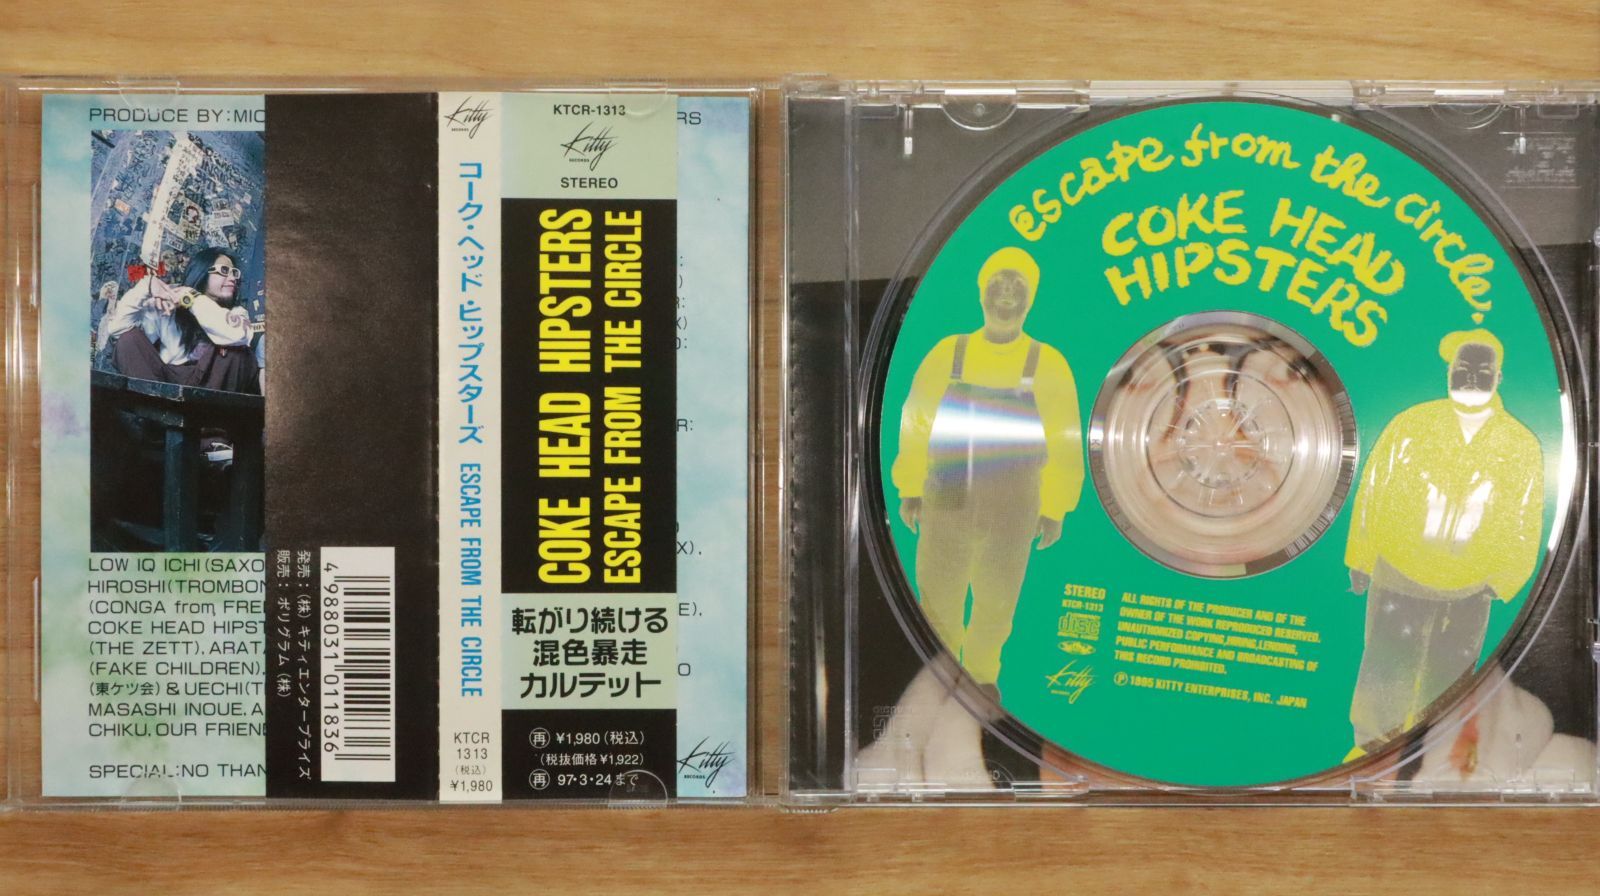 PRODUCE BY:MIC
RS
LOW IQ ICHI(SAXO
HIROSHI(TROMBON
(CONGA from FRE
COKE HEAD HIPST
(THE ZETT), ARAT
(FAKE CHILDREN),
(東ケツ会) & UECHI(T
MASASHI INOUE, A
CHIKU, OUR FRIEN
SPECIAL:NO THAN
発売：(株)キティエンタープライズ
販売：ポリグラム(株)
4988031011836
Kitty
RECORDS
コーク・ヘッド・ヒップスターズ ESCAPE FROM THE CIRCLE
KTCR
1313
(税込)
¥1,980
KTCR-1313
Kitty
RECORDS
STEREO
COKE HEAD HIPSTERS
ESCAPE FROM THE CIRCLE
転がり続ける
混色暴走
カルテット
再 ¥1,980(税込)
(税抜価格 ¥1,922)
再 97・3・24まで
Kitty
RECORDS
escape from the circle.
COKE HEAD
HIPSTERS
STEREO
KTCR-1313
disc
ALL RIGHTS OF THE PRODUCER AND OF THE
OWNER OF THE WORK REPRODUCED RESERVED.
UNAUTHORIZED COPYING, HIRING, LENDING,
PUBLIC PERFORMANCE AND BROADCASTING OF
THIS RECORD PROHIBITED.
Kitty
RECORDS
Ⓟ 1995 KITTY ENTERPRISES, INC. JAPAN